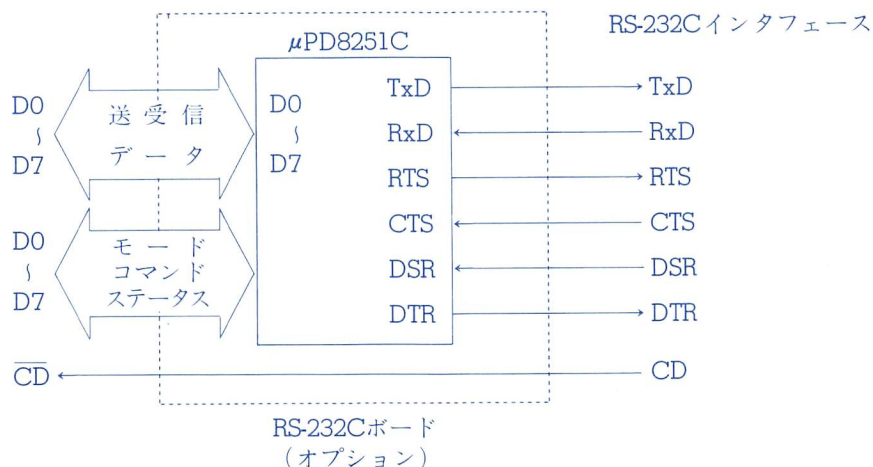 RS-232Cインタフェース
μPD8251C
D0
〜
D7
送受信
データ
D0
〜
D7
TxD
RxD
RTS
CTS
DSR
DTR
TxD
RxD
RTS
CTS
DSR
DTR
D0
〜
D7
モード
コマンド
ステータス
C̅D̅
CD
RS-232Cボード
(オプション)